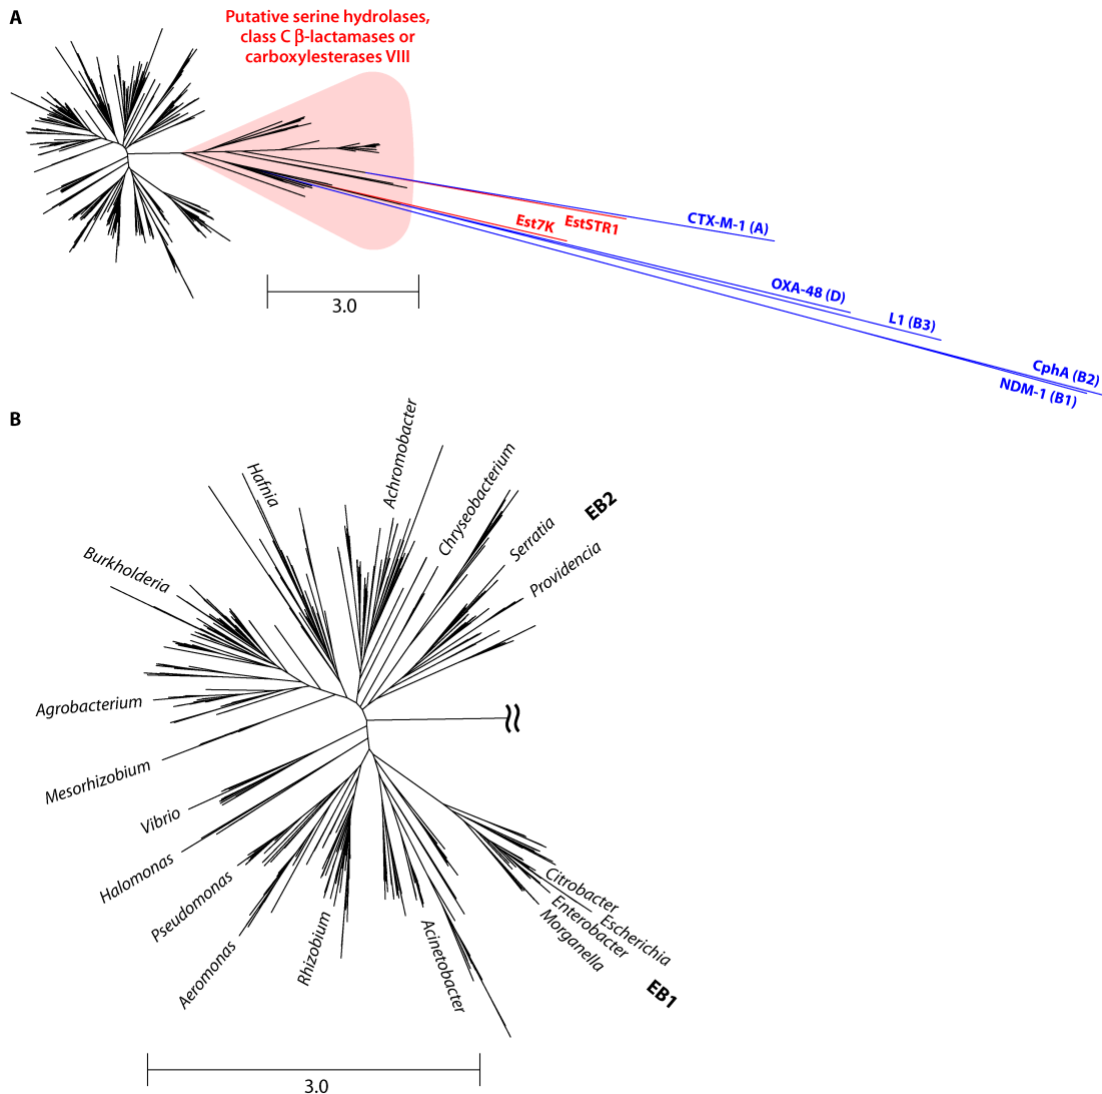 A
Putative serine hydrolases,
class C β-lactamases or
carboxylesterases VIII
CTX-M-1 (A)
EstSTR1
Est7K
OXA-48 (D)
3.0
L1 (B3)
CphA (B2)
NDM-1 (B1)
B
Achromobacter
Hafnia
Chryseobacterium
EB2
Serratia
Burkholderia
Providencia
Agrobacterium
Mesorhizobium
Vibrio
Halomonas
Pseudomonas
Citrobacter
Enterobacter
Escherichia
Morganella
Rhizobium
Acinetobacter
Aeromonas
EB1
3.0